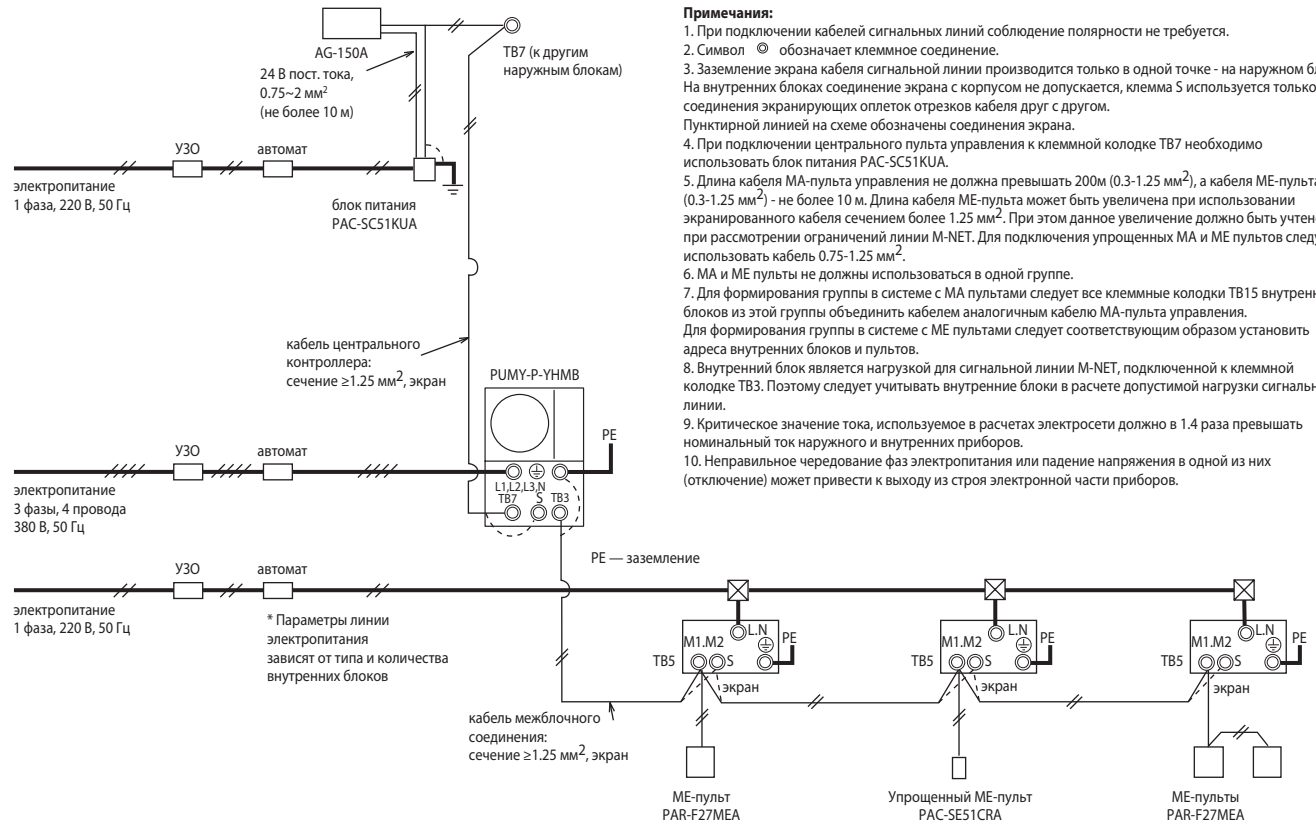 AG-150A
24 В пост. тока,
0.75~2 мм²
(не более 10 м)
TB7 (к другим
наружным блокам)
УЗО
автомат
электропитание
1 фаза, 220 В, 50 Гц
блок питания
PAC-SC51KUA
кабель центрального
контроллера:
сечение ≥1.25 мм², экран
PUMY-P-YHMB
PE
L1,L2,L3,N
TB7
S
TB3
УЗО
автомат
электропитание
3 фазы, 4 провода
380 В, 50 Гц
PE — заземление
УЗО
автомат
электропитание
1 фаза, 220 В, 50 Гц
* Параметры линии
электропитания
зависят от типа и количества
внутренних блоков
кабель межблочного
соединения:
сечение ≥1.25 мм², экран
M1.M2
L.N
PE
TB5
S
экран
M1.M2
L.N
PE
TB5
S
экран
M1.M2
L.N
PE
TB5
S
экран
ME-пульт
PAR-F27MEA
Упрощенный ME-пульт
PAC-SE51CRA
ME-пульты
PAR-F27MEA
Примечания:
1. При подключении кабелей сигнальных линий соблюдение полярности не требуется.
2. Символ ◎ обозначает клеммное соединение.
3. Заземление экрана кабеля сигнальной линии производится только в одной точке - на наружном
На внутренних блоках соединение экрана с корпусом не допускается, клемма S используется только
соединения экранирующих оплеток отрезков кабеля друг с другом.
Пунктирной линией на схеме обозначены соединения экрана.
4. При подключении центрального пульта управления к клеммной колодке TB7 необходимо
использовать блок питания PAC-SC51KUA.
5. Длина кабеля MA-пульта управления не должна превышать 200м (0.3-1.25 мм²), а кабеля ME-пульта
(0.3-1.25 мм²) - не более 10 м. Длина кабеля ME-пульта может быть увеличена при использовании
экранированного кабеля сечением более 1.25 мм². При этом данное увеличение должно быть
при рассмотрении ограничений линии M-NET. Для подключения упрощенных MA и ME пультов
использовать кабель 0.75-1.25 мм².
6. MA и ME пульты не должны использоваться в одной группе.
7. Для формирования группы в системе с MA пультами следует все клеммные колодки TB15
блоков из этой группы объединить кабелем аналогичным кабелю MA-пульта управления.
Для формирования группы в системе с ME пультами следует соответствующим образом установить
адреса внутренних блоков и пультов.
8. Внутренний блок является нагрузкой для сигнальной линии M-NET, подключенной к клеммной
колодке TB3. Поэтому следует учитывать внутренние блоки в расчете допустимой нагрузки
линии.
9. Критическое значение тока, используемое в расчетах электросети должно в 1.4 раза превышать
номинальный ток наружного и внутренних приборов.
10. Неправильное чередование фаз электропитания или падение напряжения в одной из них
(отключение) может привести к выходу из строя электронной части приборов.